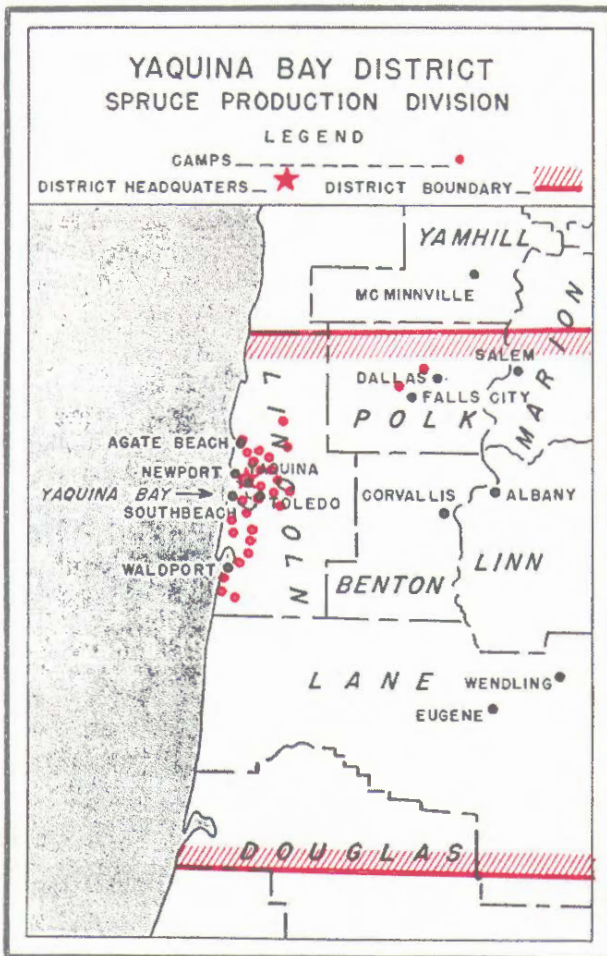 YAQUINA BAY DISTRICT
SPRUCE PRODUCTION DIVISION
LEGEND
CAMPS
DISTRICT HEADQUATERS
DISTRICT BOUNDARY
YAMHILL
MC MINNVILLE
MARION
SALEM
DALLAS
FALLS CITY
POLK
LINCOLN
AGATE BEACH
NEWPORT
YAQUINA
YAQUINA BAY
SOUTHBEACH
TOLEDO
CORVALLIS
ALBANY
WALDPORT
BENTON
LINN
LANE
WENDLING
EUGENE
DOUGLAS